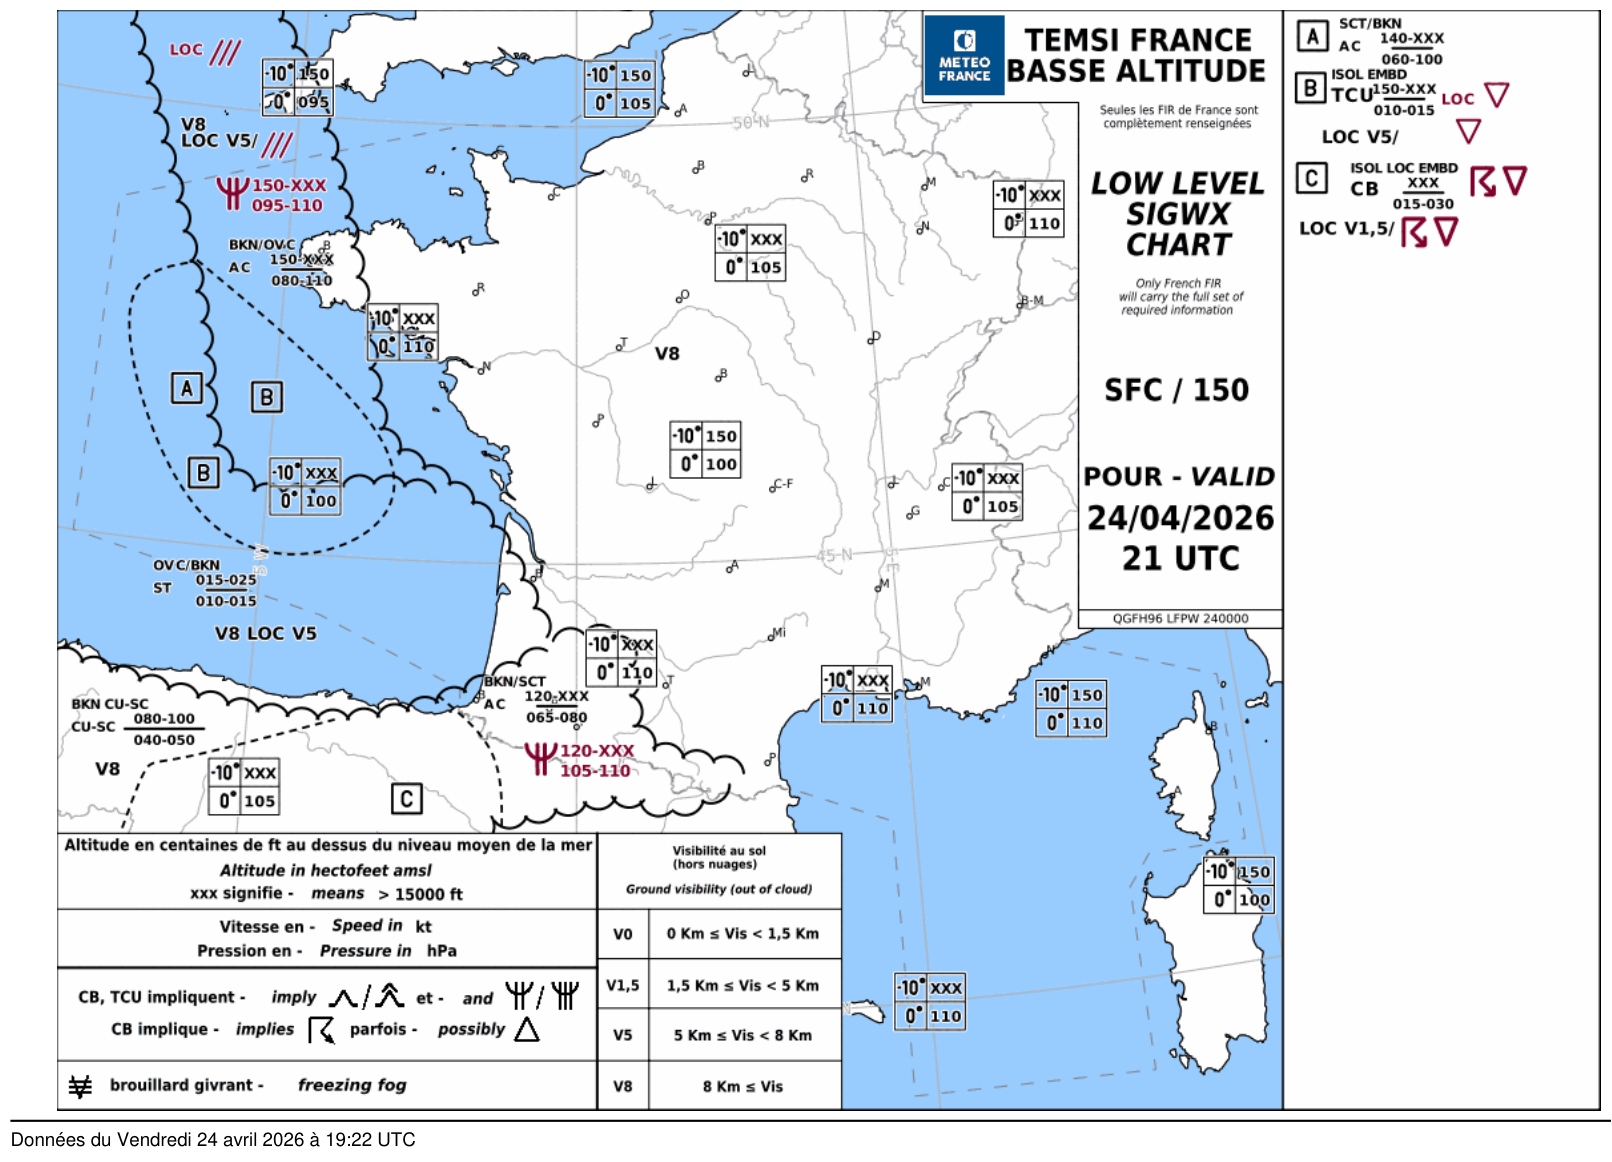 METEO
FRANCE
TEMSI FRANCE
BASSE ALTITUDE
Seules les FIR de France sont
complètement renseignées
LOW LEVEL
SIGWX
CHART
Only French FIR
will carry the full set of
required information
SFC / 150
POUR - VALID
24/04/2026
21 UTC
QGFH96 LFPW 240000
A
SCT/BKN
AC 140-XXX
060-100
B
ISOL EMBD
TCU 150-XXX
010-015
LOC
LOC V5/
C
ISOL LOC EMBD
CB XXX
015-030
LOC V1,5/
LOC
-10° 150
0° 095
-10° 150
0° 105
V8
LOC V5/
150-XXX
095-110
BKN/OVC
AC 150-XXX
080-110
50°N
L
A
C
C
B
R
M
P
N
B
-10° XXX
0° 105
-10° XXX
0° 110
R
O
B-M
-10° XXX
0° 110
T
V8
D
N
B
A
B
P
-10° 150
0° 100
B
-10° XXX
0° 100
L
C-F
L
C
G
-10° XXX
0° 105
45°N
5°W
5°E
B
A
M
OVC/BKN
ST 015-025
010-015
V8 LOC V5
Mi
N
-10° XXX
0° 110
T
BKN/SCT
AC 120-XXX
065-080
B
-10° XXX
0° 110
M
-10° 150
0° 110
BKN CU-SC
CU-SC 080-100
040-050
V8
120-XXX
105-110
P
B
A
-10° XXX
0° 105
C
A
-10° 150
0° 100
-10° XXX
0° 110
Altitude en centaines de ft au dessus du niveau moyen de la mer
Altitude in hectofeet amsl
xxx signifie - means > 15000 ft
Vitesse en - Speed in kt
Pression en - Pressure in hPa
CB, TCU impliquent - imply / et - and /
CB implique - implies parfois - possibly
brouillard givrant - freezing fog
Visibilité au sol
(hors nuages)
Ground visibility (out of cloud)
V0 0 Km ≤ Vis < 1,5 Km
V1,5 1,5 Km ≤ Vis < 5 Km
V5 5 Km ≤ Vis < 8 Km
V8 8 Km ≤ Vis
Données du Vendredi 24 avril 2026 à 19:22 UTC